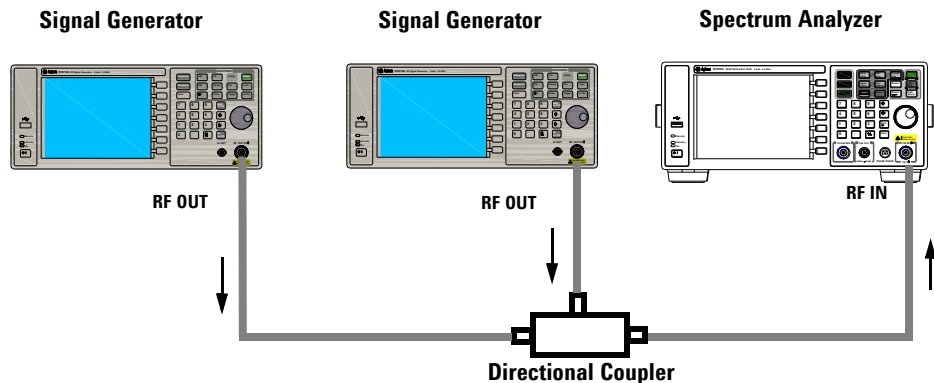 Signal Generator
Signal Generator
Spectrum Analyzer
RF OUT
RF OUT
RF IN
Directional Coupler